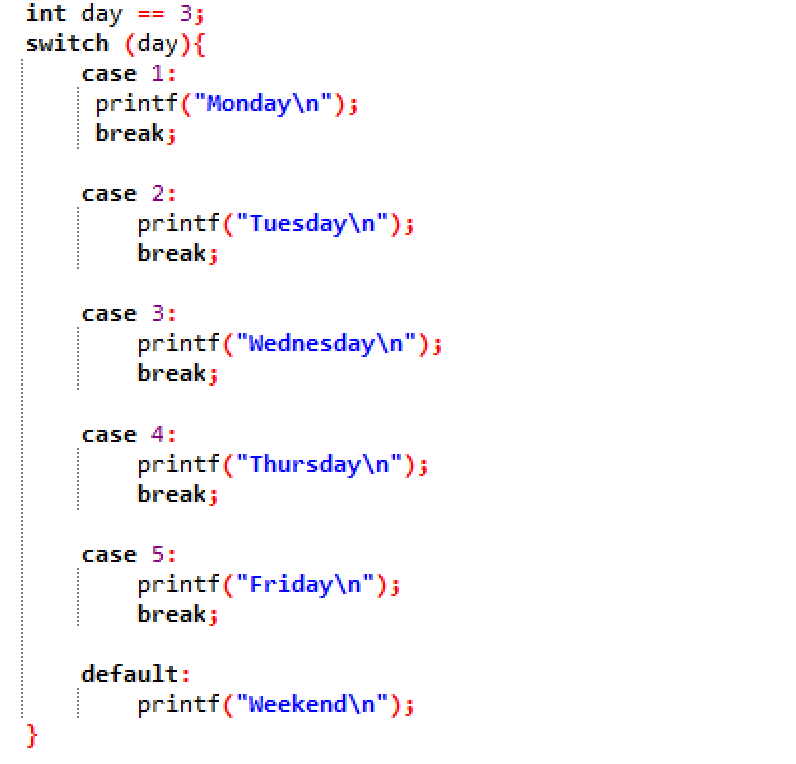 int day == 3;
switch (day){
case 1:
printf("Monday\n");
break;
case 2:
printf("Tuesday\n");
break;
case 3:
printf("Wednesday\n");
break;
case 4:
printf("Thursday\n");
break;
case 5:
printf("Friday\n");
break;
default:
printf("Weekend\n");
}